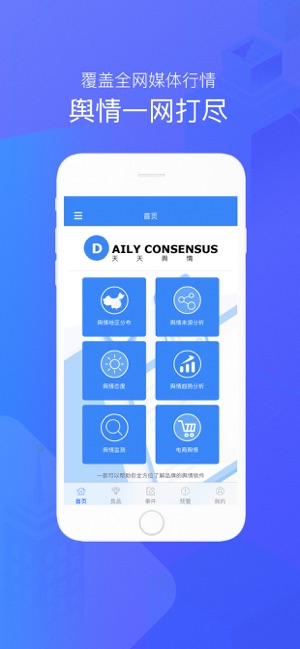 覆盖全网媒体行情
舆情一网打尽
首页
D AILY CONSENSUS
天天舆情
舆情地区分布
舆情来源分析
舆情态度
舆情趋势分析
舆情监测
电商舆情
一款可以帮助你全方位了解品牌的舆情软件
首页
竞品
事件
预警
我的